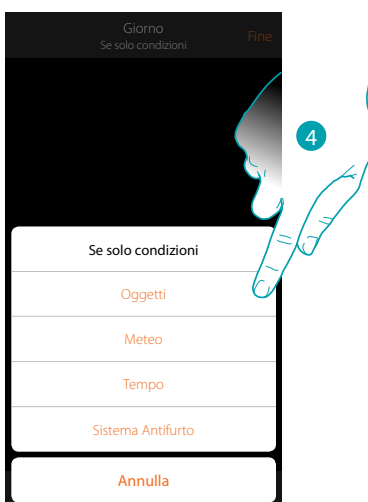 Giorno
Se solo condizioni
Fine
4
Se solo condizioni
Oggetti
Meteo
Tempo
Sistema Antifurto
Annulla